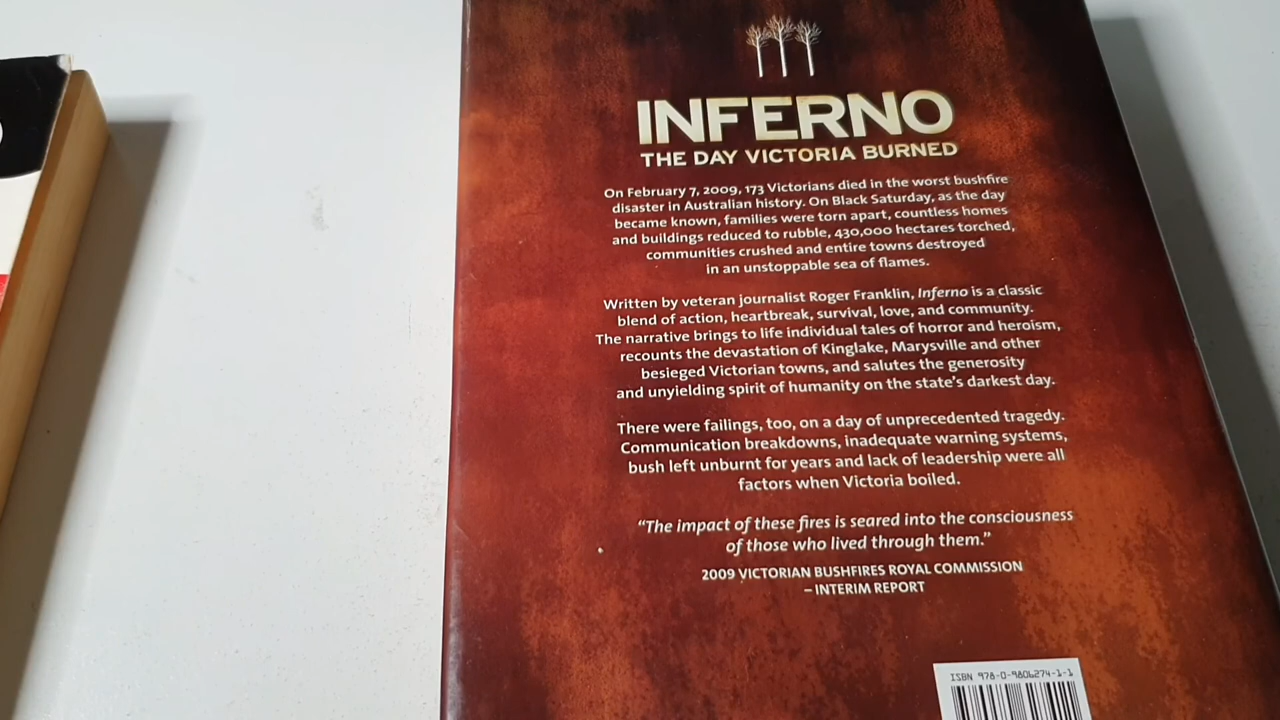 INFERNO
THE DAY VICTORIA BURNED
On February 7, 2009, 173 Victorians died in the worst bushfire
disaster in Australian history. On Black Saturday, as the day
became known, families were torn apart, countless homes
and buildings reduced to rubble, 430,000 hectares torched,
communities crushed and entire towns destroyed
in an unstoppable sea of flames.
Written by veteran journalist Roger Franklin, Inferno is a classic
blend of action, heartbreak, survival, love, and community.
The narrative brings to life individual tales of horror and heroism,
recounts the devastation of Kinglake, Marysville and other
besieged Victorian towns, and salutes the generosity
and unyielding spirit of humanity on the state's darkest day.
There were failings, too, on a day of unprecedented tragedy.
Communication breakdowns, inadequate warning systems,
bush left unburnt for years and lack of leadership were all
factors when Victoria boiled.
“The impact of these fires is seared into the consciousness
of those who lived through them.”
2009 VICTORIAN BUSHFIRES ROYAL COMMISSION
– INTERIM REPORT
ISBN 978-0-9806274-1-1